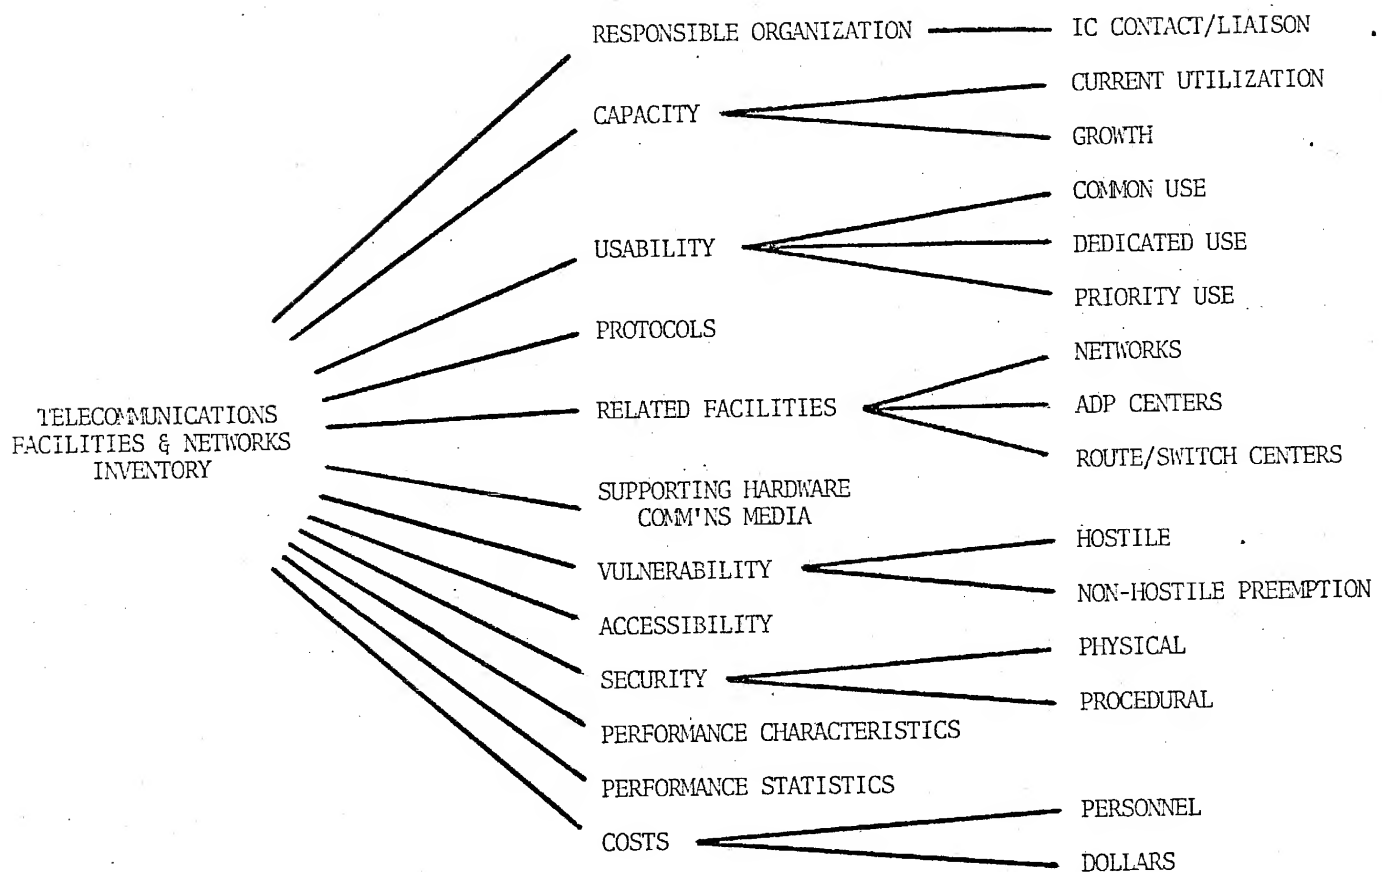 RESPONSIBLE ORGANIZATION
IC CONTACT/LIAISON
CAPACITY
CURRENT UTILIZATION
GROWTH
USABILITY
COMMON USE
DEDICATED USE
PRIORITY USE
PROTOCOLS
TELECOMMUNICATIONS
FACILITIES & NETWORKS
INVENTORY
RELATED FACILITIES
NETWORKS
ADP CENTERS
ROUTE/SWITCH CENTERS
SUPPORTING HARDWARE
COMM'NS MEDIA
VULNERABILITY
HOSTILE
NON-HOSTILE PREEMPTION
ACCESSIBILITY
SECURITY
PHYSICAL
PROCEDURAL
PERFORMANCE CHARACTERISTICS
PERFORMANCE STATISTICS
COSTS
PERSONNEL
DOLLARS